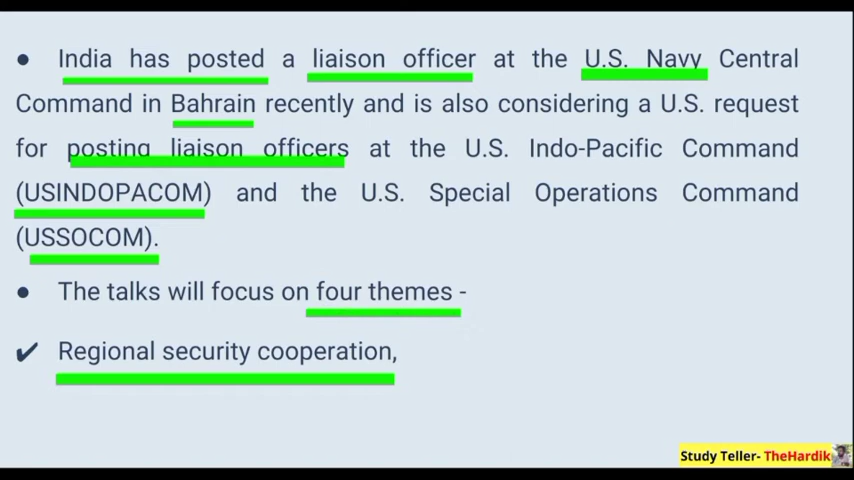 ● India has posted a liaison officer at the U.S. Navy Central
Command in Bahrain recently and is also considering a U.S. request
for posting liaison officers at the U.S. Indo-Pacific Command
(USINDOPACOM) and the U.S. Special Operations Command
(USSOCOM).
● The talks will focus on four themes -
✔ Regional security cooperation,
Study Teller- TheHardik